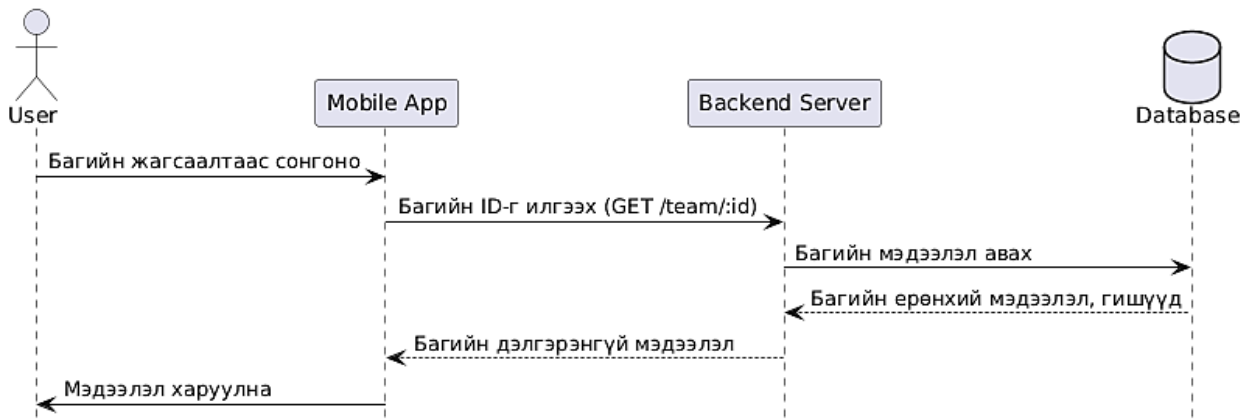 User
Mobile App
Backend Server
Database
Багийн жагсаалтаас сонгоно
Багийн ID-г илгээх (GET /team/:id)
Багийн мэдээлэл авах
Багийн ерөнхий мэдээлэл, гишүүд
Багийн дэлгэрэнгүй мэдээлэл
Мэдээлэл харуулна